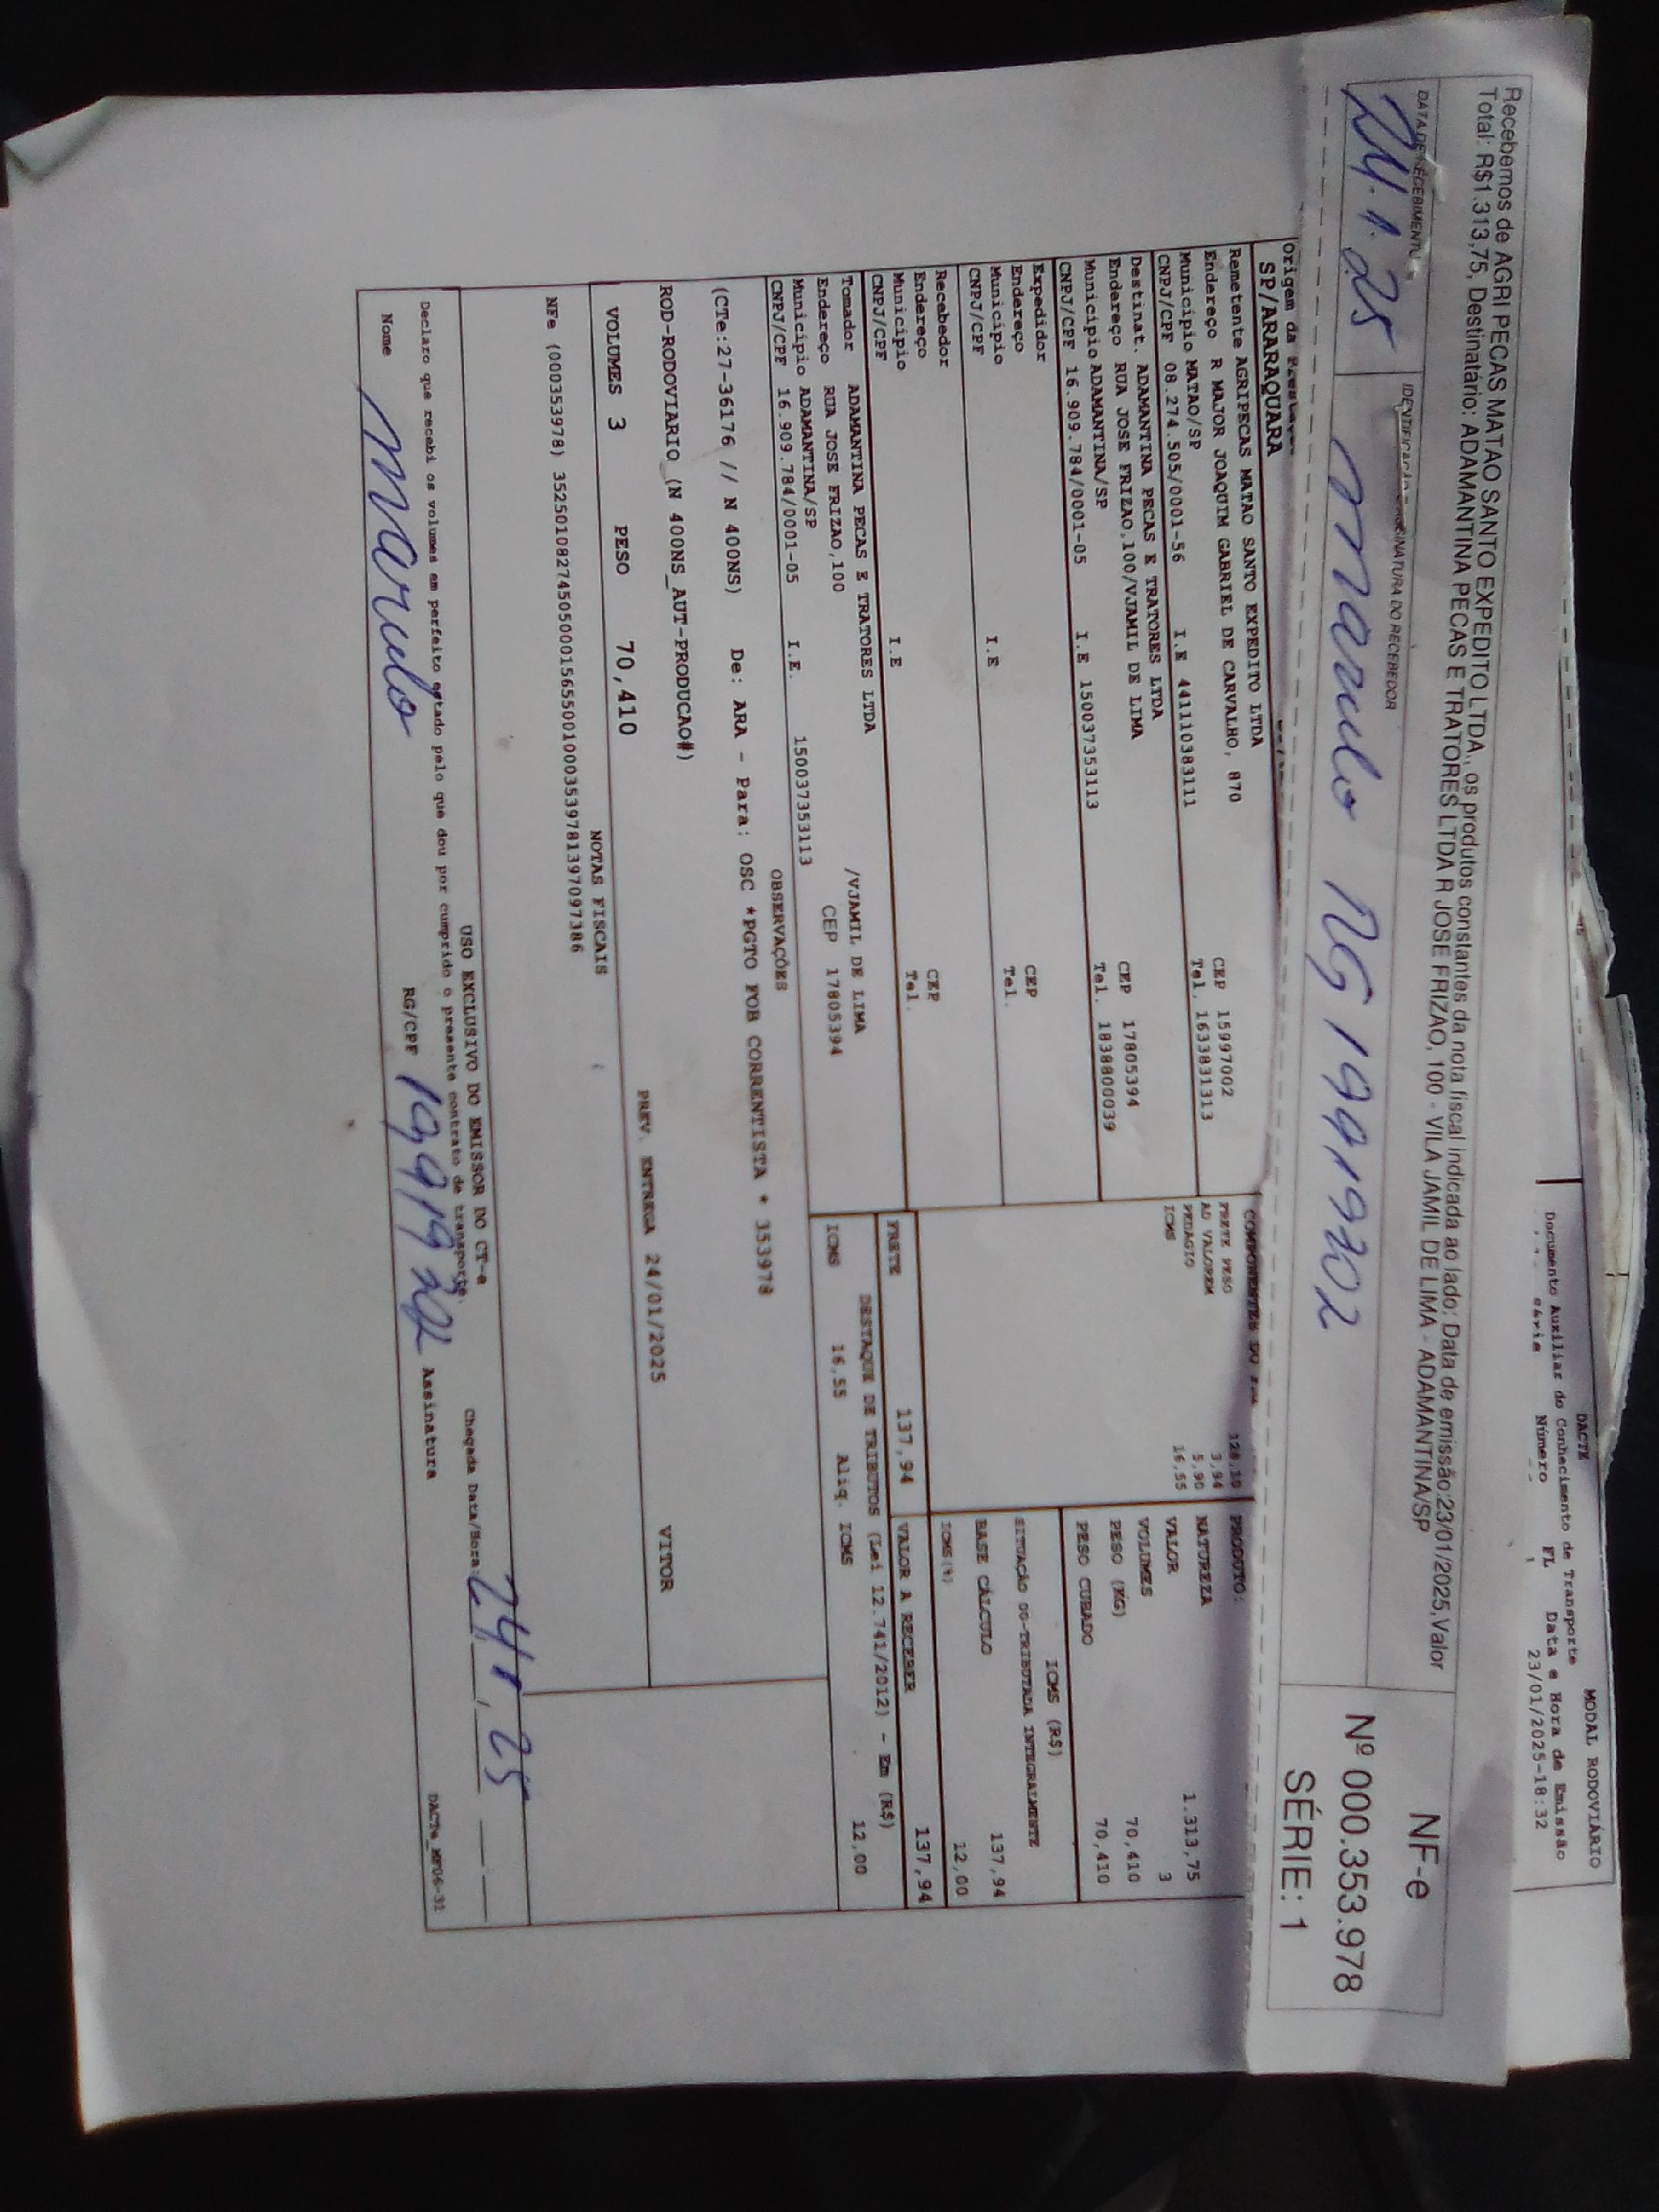 DACTE
MODAL RODOVIÁRIO
Documento Auxiliar do Conhecimento de Transporte
série Número FL Data e Hora de Emissão
1 23/01/2025-18:32
Recebemos de AGRI PECAS MATAO SANTO EXPEDITO LTDA., os produtos constantes da nota fiscal indicada ao lado; Data de emissão:23/01/2025,Valor
Total: R$1.313,75, Destinatário: ADAMANTINA PECAS E TRATORES LTDA R JOSE FRIZAO, 100 - VILA JAMIL DE LIMA - ADAMANTINA/SP
NF-e
Nº 000.353.978
SÉRIE: 1
DATA DE RECEBIMENTO
24.1.25
ASSINATURA DO RECEBEDOR
RG 19919202
Origem da
SP/ARARAQUARA
Remetente AGRIPECAS MATAO SANTO EXPEDITO LTDA
Endereço R MAJOR JOAQUIM GABRIEL DE CARVALHO, 870 CEP 15997002
Município MATAO/SP Tel. 1633831313
CNPJ/CPF 08.274.505/0001-56 I.E 441110383111
Destinat. ADAMANTINA PECAS E TRATORES LTDA
Endereço RUA JOSE FRIZAO,100/VJAMIL DE LIMA CEP 17805394
Município ADAMANTINA/SP Tel. 18388000039
CNPJ/CPF 16.909.784/0001-05 I.E 150037353113
Expedidor
Endereço CEP
Município Tel.
CNPJ/CPF I.E
Recebedor
Endereço CEP
Município Tel.
CNPJ/CPF I.E
Tomador ADAMANTINA PECAS E TRATORES LTDA
Endereço RUA JOSE FRIZAO,100 /VJAMIL DE LIMA
Município ADAMANTINA/SP CEP 17805394
CNPJ/CPF 16.909.784/0001-05 I.E. 150037353113
COMPONENTES DO
FRETE PESO 128,10
AD VALOREM 3,94
PEDAGIO 5,90
ICMS 16,55
PRODUTO:
NATUREZA
VALOR 1.313,75
VOLUMES 3
PESO (KG) 70,410
PESO CUBADO 70,410
ICMS (R$)
SITUAÇÃO 00-TRIBUTADA INTEGRALMENTE
BASE CÁLCULO 137,94
ICMS(%) 12,00
FRETE 137,94 VALOR A RECEBER 137,94
DESTAQUE DE TRIBUTOS (Lei 12.741/2012) - Em (R$)
ICMS 16,55 Aliq. ICMS 12,00
OBSERVAÇÕES
(CTe:27-36176 // N 400NS) De: ARA - Para: OSC *PGTO FOB CORRENTISTA * 353978
ROD-RODOVIARIO (N 400NS_AUT-PRODUCAO#)
PREV. ENTREGA 24/01/2025 VITOR
VOLUMES 3 PESO 70,410
NOTAS FISCAIS
NFe (000353978) 35250108274505000156550010003539781397097386
USO EXCLUSIVO DO EMISSOR DO CT-e
Declaro que recebi os volumes em perfeito estado pelo que dou por cumprido o presente contrato de transporte.
Chegada Data/Hora: 24/1,25
Nome RG/CPF 19919202 Assinatura
DACTe_MF06-31